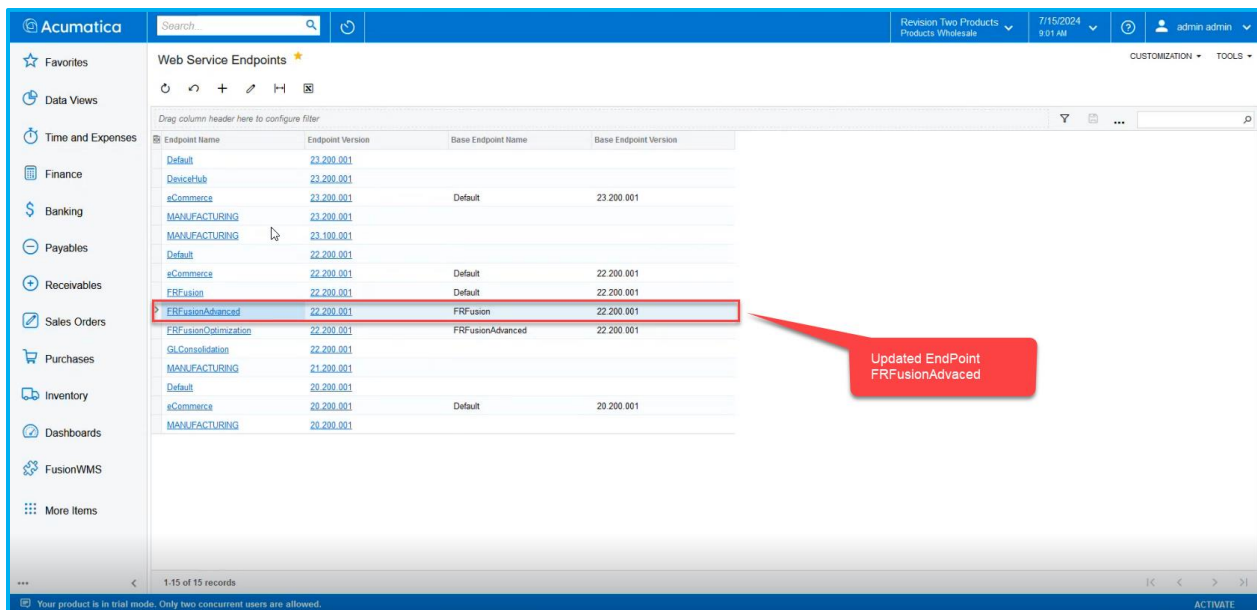 Acumatica
Search...
Revision Two Products
Products Wholesale
7/15/2024
9:01 AM
admin admin
Favorites
Data Views
Time and Expenses
Finance
Banking
Payables
Receivables
Sales Orders
Purchases
Inventory
Dashboards
FusionWMS
More Items
Web Service Endpoints
CUSTOMIZATION TOOLS
Drag column header here to configure filter
Endpoint Name Endpoint Version Base Endpoint Name Base Endpoint Version
Default 23.200.001
DeviceHub 23.200.001
eCommerce 23.200.001 Default 23.200.001
MANUFACTURING 23.200.001
MANUFACTURING 23.100.001
Default 22.200.001
eCommerce 22.200.001 Default 22.200.001
FRFusion 22.200.001 Default 22.200.001
FRFusionAdvanced 22.200.001 FRFusion 22.200.001
FRFusionOptimization 22.200.001 FRFusionAdvanced 22.200.001
GLConsolidation 22.200.001
MANUFACTURING 21.200.001
Default 20.200.001
eCommerce 20.200.001 Default 20.200.001
MANUFACTURING 20.200.001
Updated EndPoint
FRFusionAdvaced
1-15 of 15 records
Your product is in trial mode. Only two concurrent users are allowed.
ACTIVATE